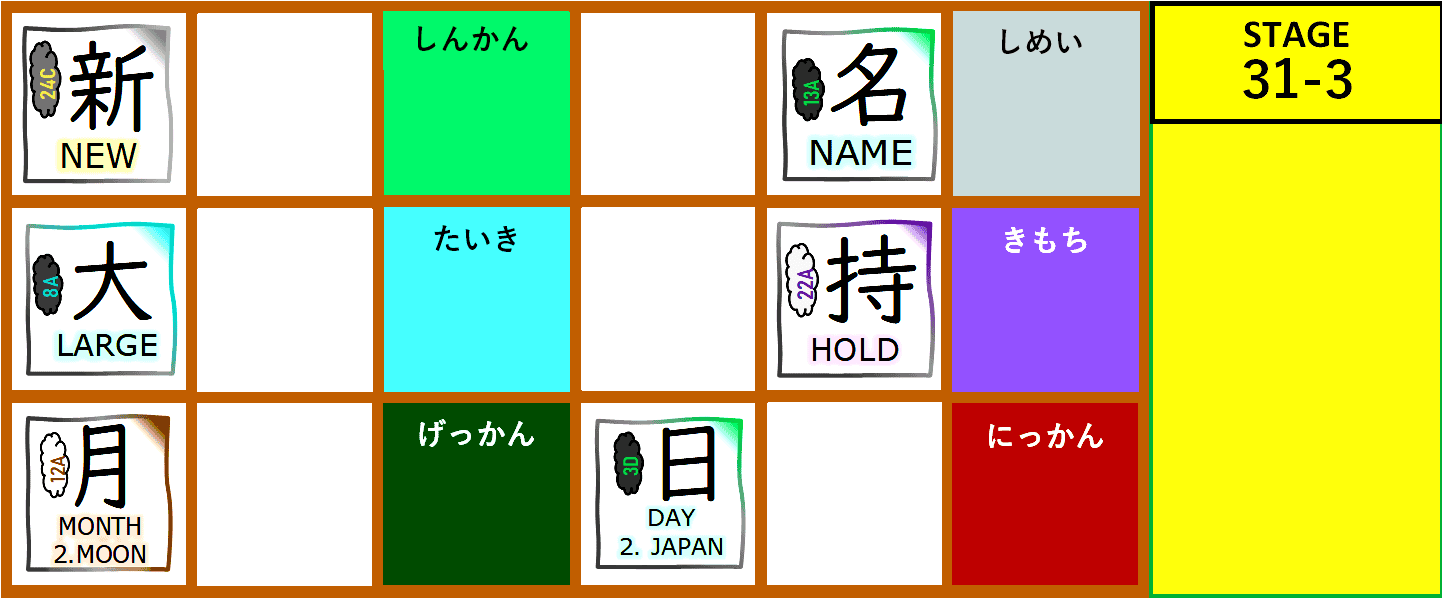 24C
新
NEW
しんかん
13A
名
NAME
しめい
STAGE
31-3
8A
大
LARGE
たいき
22A
持
HOLD
きもち
12A
月
MONTH
2.MOON
げっかん
3D
日
DAY
2. JAPAN
にっかん